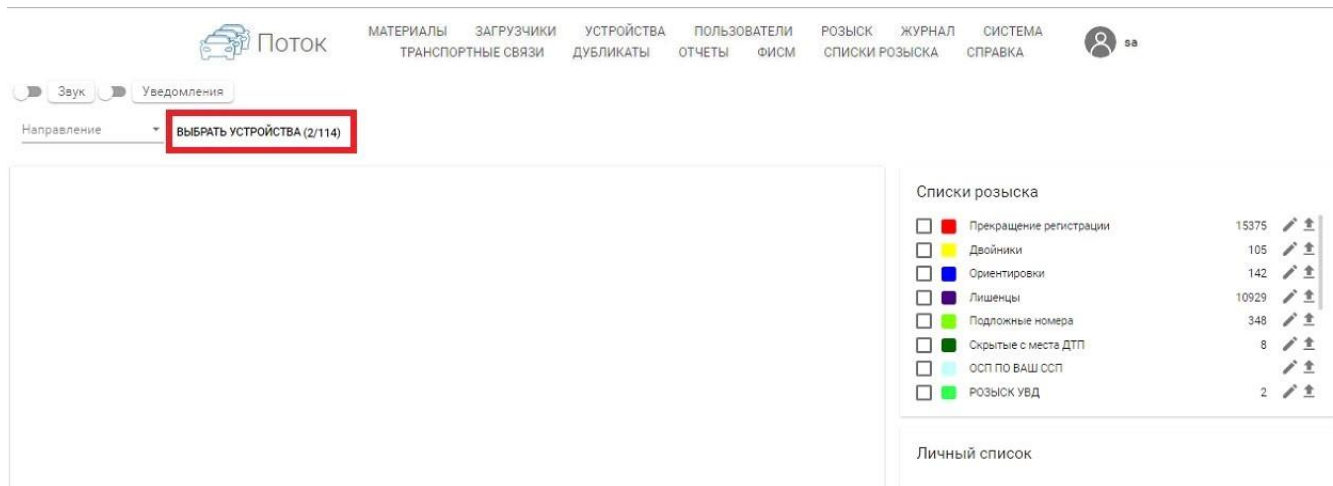 Поток
МАТЕРИАЛЫ ЗАГРУЗЧИКИ УСТРОЙСТВА ПОЛЬЗОВАТЕЛИ РОЗЫСК ЖУРНАЛ СИСТЕМА
ТРАНСПОРТНЫЕ СВЯЗИ ДУБЛИКАТЫ ОТЧЕТЫ ФИСМ СПИСКИ РОЗЫСКА СПРАВКА
sa
Звук Уведомления
Направление ВЫБРАТЬ УСТРОЙСТВА (2/114)
Списки розыска
Прекращение регистрации 15375
Двойники 105
Ориентировки 142
Лишенцы 10929
Подложные номера 348
Скрытые с места ДТП 8
ОСП ПО ВАШ ССП
РОЗЫСК УВД 2
Личный список